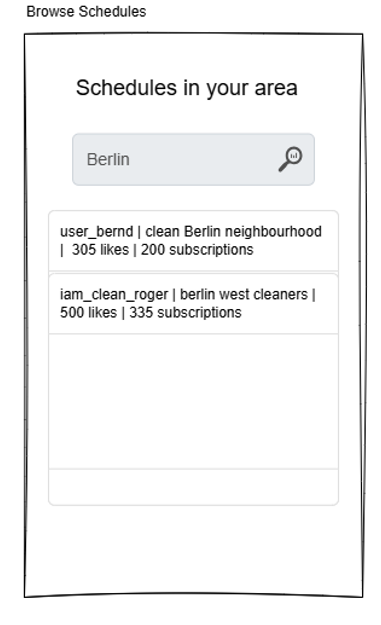 Browse Schedules
Schedules in your area
Berlin
user_bernd | clean Berlin neighbourhood
| 305 likes | 200 subscriptions
iam_clean_roger | berlin west cleaners |
500 likes | 335 subscriptions